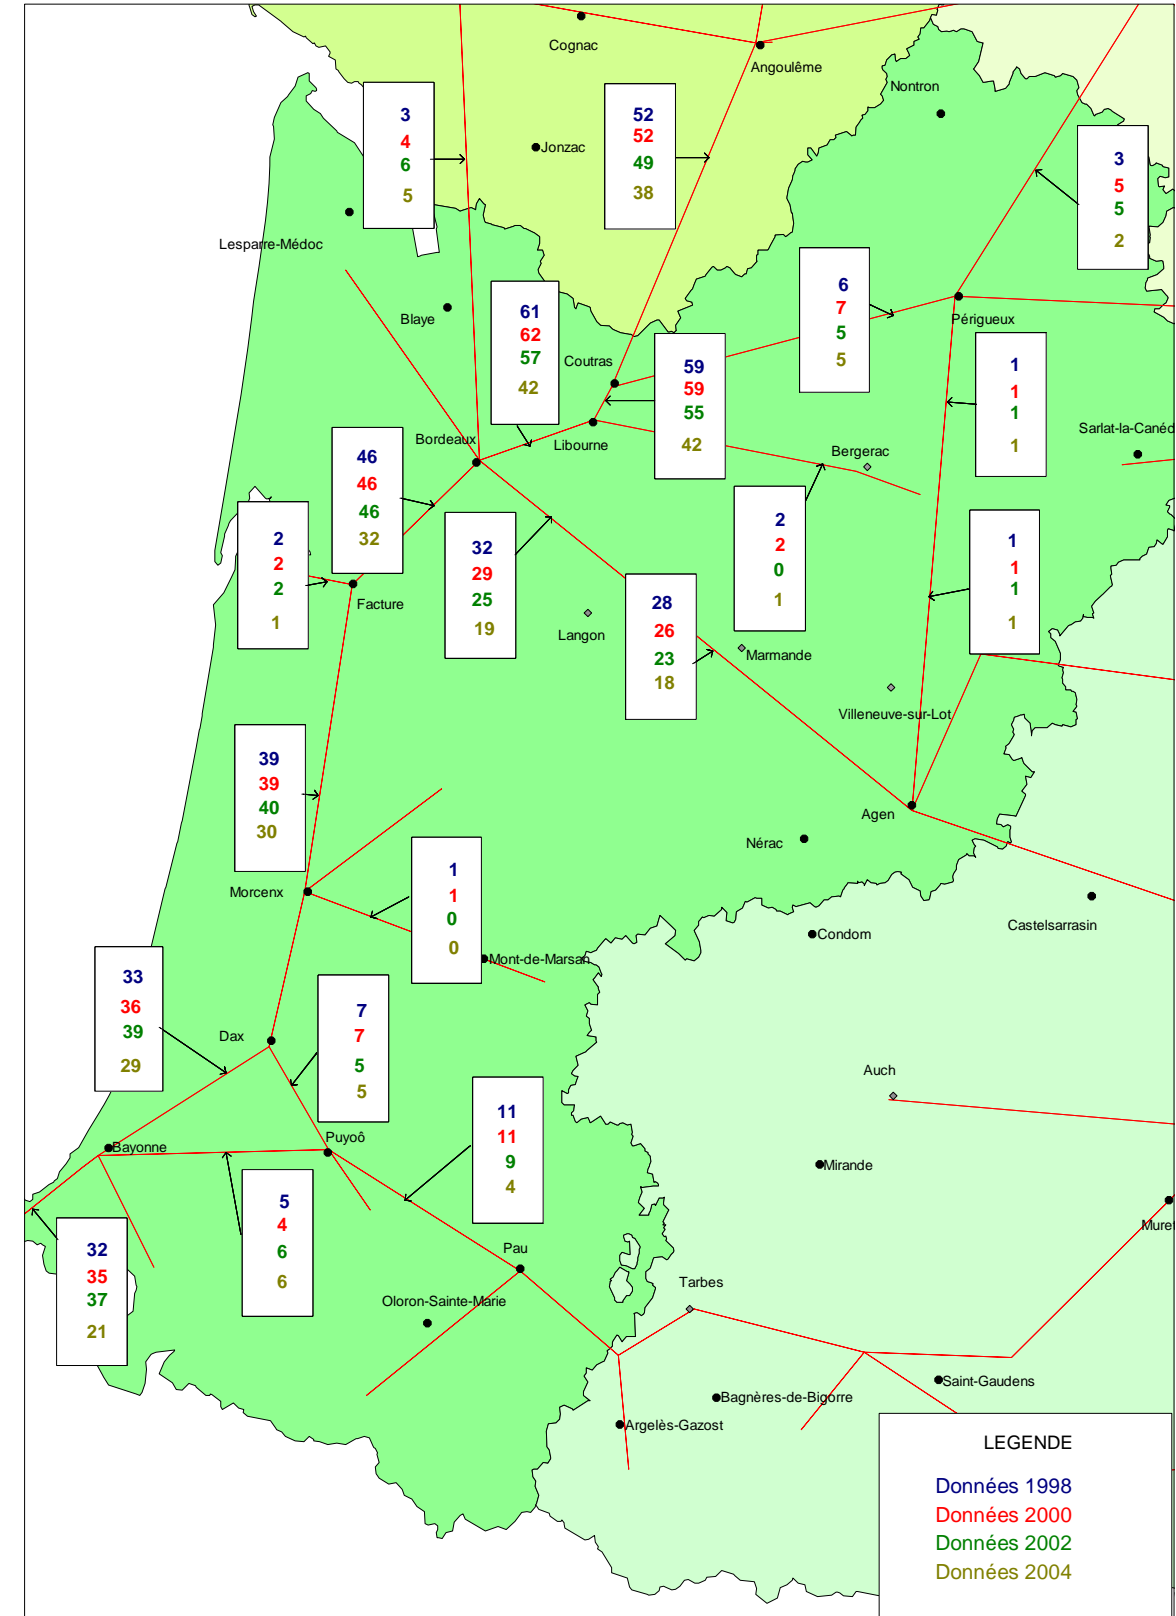 Cognac
Angoulême
Nontron
3
4
6
5
52
52
49
38
Jonzac
3
5
5
2
Lesparre-Médoc
Blaye
61
62
57
42
6
7
5
5
Périgueux
Coutras
59
59
55
42
1
1
1
1
Sarlat-la-Canéd
Bordeaux
Libourne
Bergerac
46
46
46
32
2
2
2
1
32
29
25
19
2
2
0
1
1
1
1
1
Facture
Langon
28
26
23
18
Marmande
Villeneuve-sur-Lot
39
39
40
30
Agen
Nérac
Morcenx
1
1
0
0
Castelsarrasin
Condom
Mont-de-Marsan
33
36
39
29
7
7
5
5
Dax
Auch
11
11
9
4
Bayonne
Puyoô
Mirande
5
4
6
6
Muret
32
35
37
21
Pau
Tarbes
Oloron-Sainte-Marie
Saint-Gaudens
Bagnères-de-Bigorre
Argelès-Gazost
LEGENDE
Données 1998
Données 2000
Données 2002
Données 2004